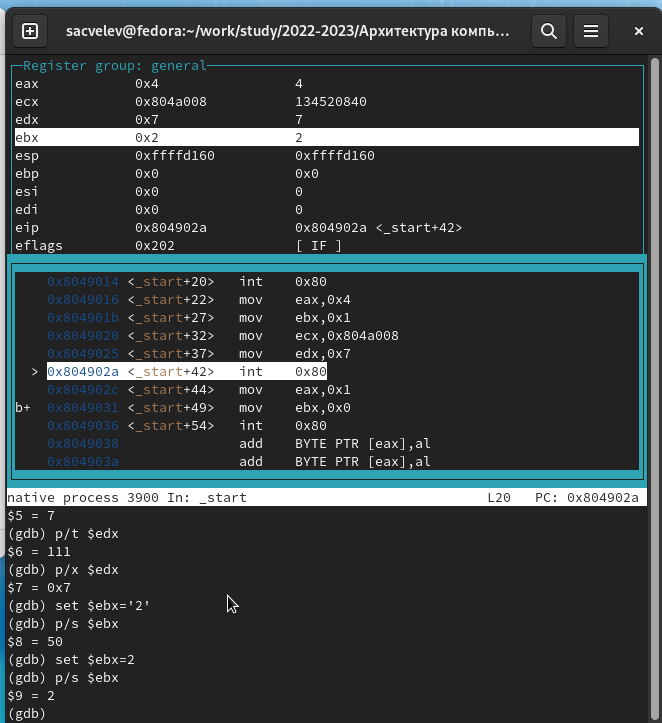 sacvelev@fedora:~/work/study/2022-2023/Архитектура компь...
Register group: general
eax 0x4 4
ecx 0x804a008 134520840
edx 0x7 7
ebx 0x2 2
esp 0xffffd160 0xffffd160
ebp 0x0 0x0
esi 0x0 0
edi 0x0 0
eip 0x804902a 0x804902a <_start+42>
eflags 0x202 [ IF ]
0x8049014 <_start+20> int 0x80
0x8049016 <_start+22> mov eax,0x4
0x804901b <_start+27> mov ebx,0x1
0x8049020 <_start+32> mov ecx,0x804a008
0x8049025 <_start+37> mov edx,0x7
> 0x804902a <_start+42> int 0x80
0x804902c <_start+44> mov eax,0x1
b+ 0x8049031 <_start+49> mov ebx,0x0
0x8049036 <_start+54> int 0x80
0x8049038 add BYTE PTR [eax],al
0x804903a add BYTE PTR [eax],al
native process 3900 In: _start L20 PC: 0x804902a
$5 = 7
(gdb) p/t $edx
$6 = 111
(gdb) p/x $edx
$7 = 0x7
(gdb) set $ebx='2'
(gdb) p/s $ebx
$8 = 50
(gdb) set $ebx=2
(gdb) p/s $ebx
$9 = 2
(gdb)